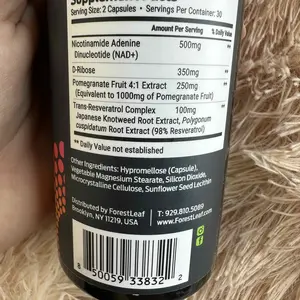 Serving Size: 2 Capsules • Servings Per Container: 30
Amount Per Serving % Daily Value
Nicotinamide Adenine 500mg **
Dinucleotide (NAD+)
D-Ribose 350mg **
Pomegranate Fruit 4:1 Extract 250mg **
(Equivalent to 1000mg of Pomegranate Fruit)
Trans-Resveratrol Complex 100mg **
Japanese Knotweed Root Extract, Polygonum
cuspidatum Root Extract (98% Resveratrol)
** Daily Value not established
Other Ingredients: Hypromellose (Capsule),
Vegetable Magnesium Stearate, Silicon Dioxide,
Microcrystalline Cellulose, Sunflower Seed Lecithin
Distributed by ForestLeaf
Brooklyn, NY 11219, USA
T: 929.810.5089
www.ForestLeaf.com
8 50059 33832 2